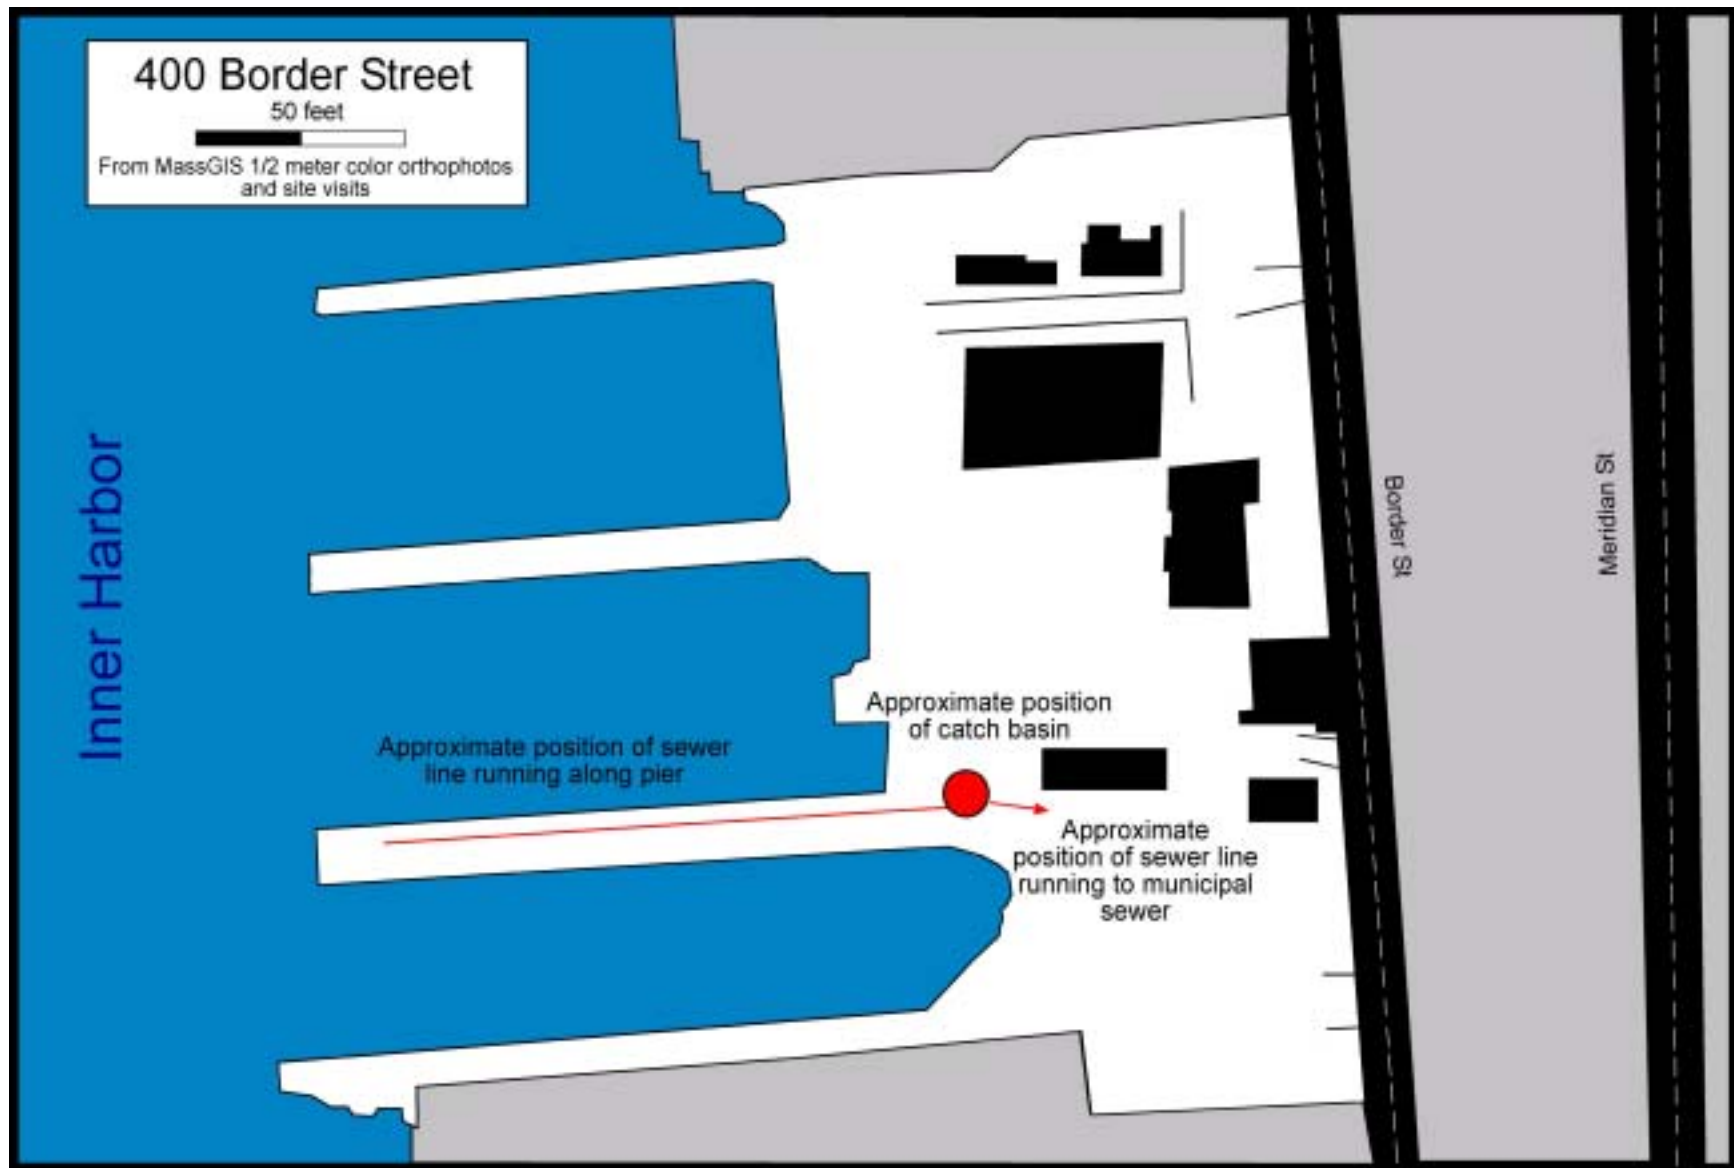 400 Border Street
50 feet
From MassGIS 1/2 meter color orthophotos
and site visits
Inner Harbor
Border St
Meridian St
Approximate position
of catch basin
Approximate position of sewer
line running along pier
Approximate
position of sewer line
running to municipal
sewer